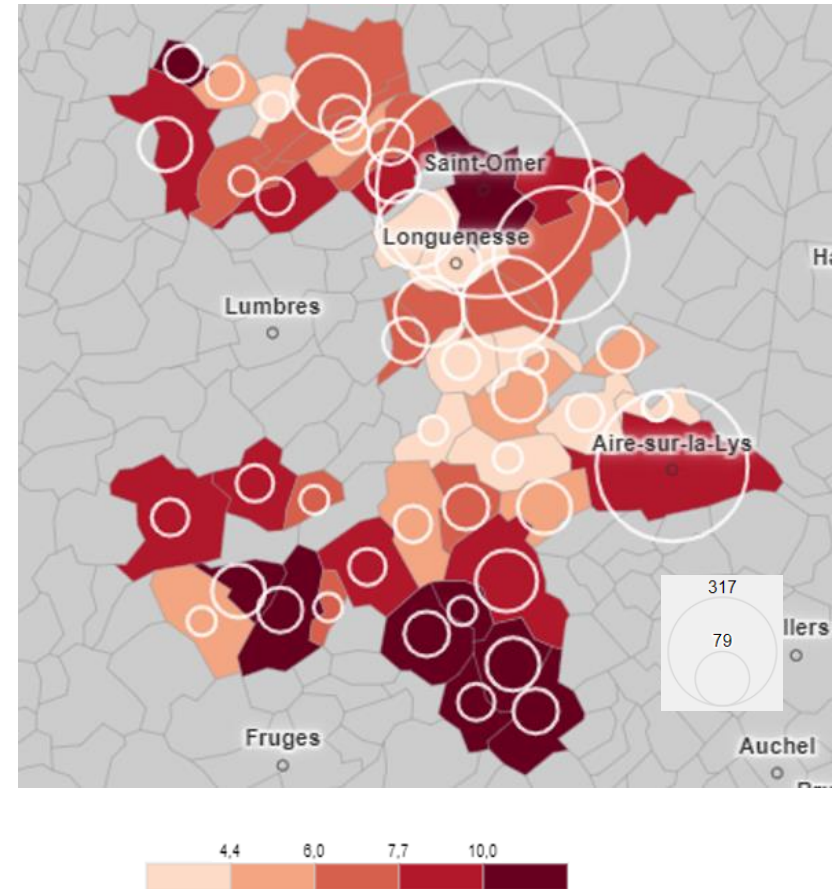 Saint-Omer
Longuenesse
Ha
Lumbres
Aire-sur-la-Lys
317
79
llers
Fruges
Auchel
4,4 6,0 7,7 10,0